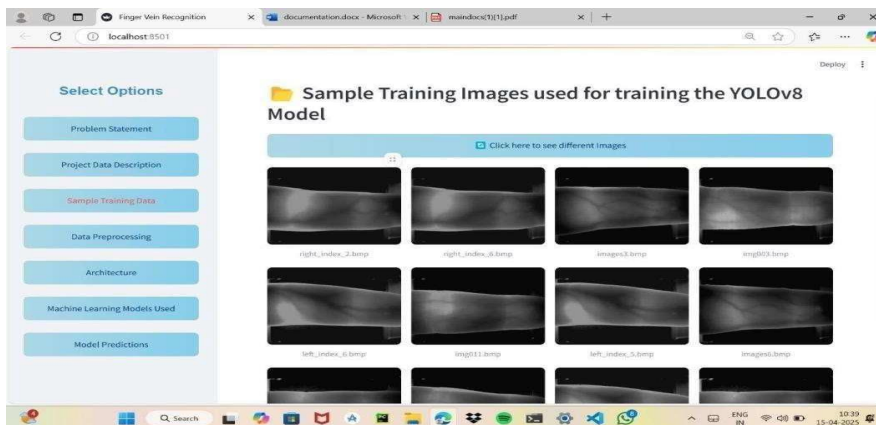 Finger Vein Recognition
documentation.docx - Microsoft
maindocs[1][1].pdf
localhost:8501
Deploy
Select Options
Problem Statement
Project Data Description
Sample Training Data
Data Preprocessing
Architecture
Machine Learning Models Used
Model Predictions
Sample Training Images used for training the YOLOv8
Model
Click here to see different Images
right_index_2.bmp
right_index_6.bmp
images3.bmp
img003.bmp
left_index_6.bmp
img011.bmp
left_index_5.bmp
images6.bmp
Search
ENG
IN
10:39
15-04-2025